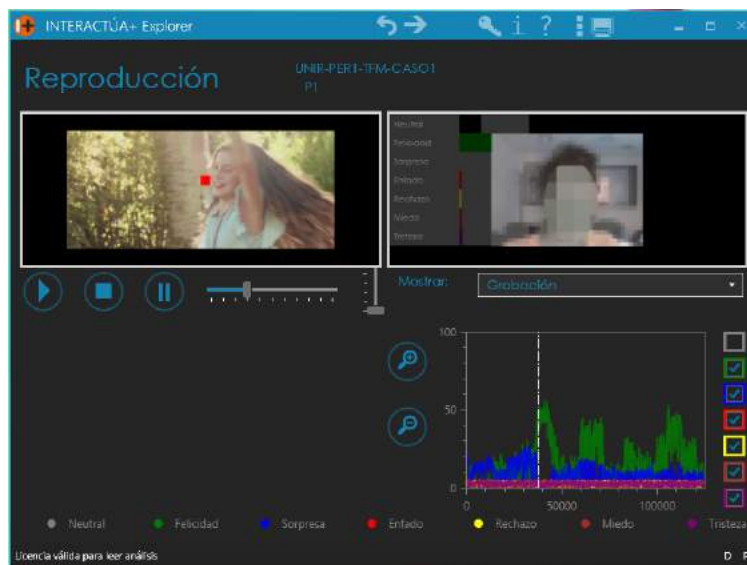 INTERACTÚA+ Explorer
Reproducción
UNIR-PER1-TFM-CASO1
P1
Neutral
Felicidad
Sorpresa
Enfado
Rechazo
Miedo
Tristeza
Mostrar:
Grabación
100
50
0
0
50000
100000
Neutral
Felicidad
Sorpresa
Enfado
Rechazo
Miedo
Tristeza
Licencia válida para leer análisis
D